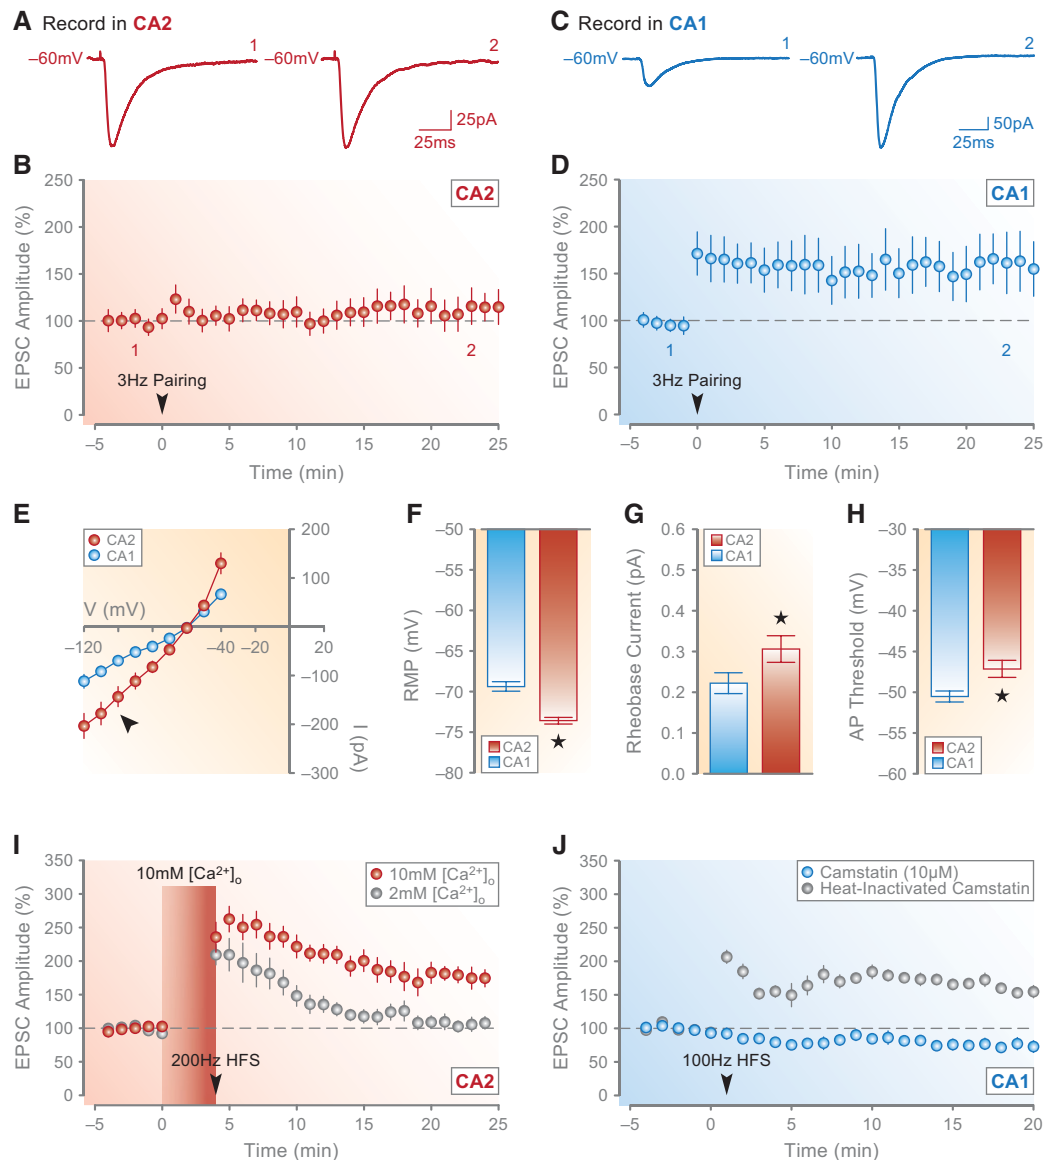 A Record in CA2
–60mV
1
2
25pA
25ms
C Record in CA1
–60mV
1
2
50pA
25ms
B
CA2
EPSC Amplitude (%)
250
200
150
100
50
0
1
2
3Hz Pairing
–5 0 5 10 15 20 25
Time (min)
D
CA1
EPSC Amplitude (%)
250
200
150
100
50
0
1
2
3Hz Pairing
–5 0 5 10 15 20 25
Time (min)
E
CA2
CA1
200
100
V (mV)
–120 –40 –20 20
–100
–200
–300
I (pA)
F
RMP (mV)
–50
–55
–60
–65
–70
–75
–80
CA2
CA1
G
Rheobase Current (pA)
0.6
0.5
0.4
0.3
0.2
0.1
0.0
CA2
CA1
H
AP Threshold (mV)
–30
–40
–50
–60
CA2
CA1
I
EPSC Amplitude (%)
350
300
250
200
150
100
50
0
10mM [Ca²⁺]ₒ
10mM [Ca²⁺]ₒ
2mM [Ca²⁺]ₒ
200Hz HFS
CA2
–5 0 5 10 15 20 25
Time (min)
J
EPSC Amplitude (%)
350
300
250
200
150
100
50
0
Camstatin (10µM)
Heat-Inactivated Camstatin
100Hz HFS
CA1
–5 0 5 10 15 20
Time (min)